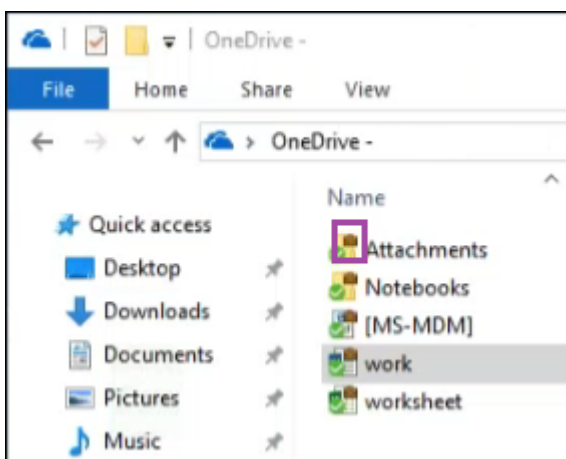 OneDrive -
File Home Share View
OneDrive -
Name
Quick access
Attachments
Desktop
Notebooks
Downloads
[MS-MDM]
Documents
work
Pictures
worksheet
Music